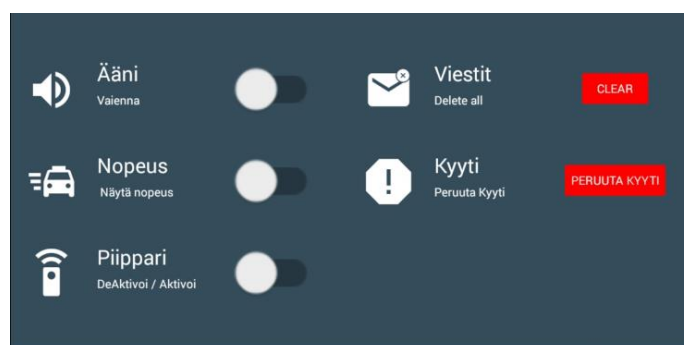 Ääni
Vaienna
Viestit
Delete all
CLEAR
Nopeus
Näytä nopeus
Kyyti
Peruuta Kyyti
PERUUTA KYYTI
Piippari
DeAktivoi / Aktivoi